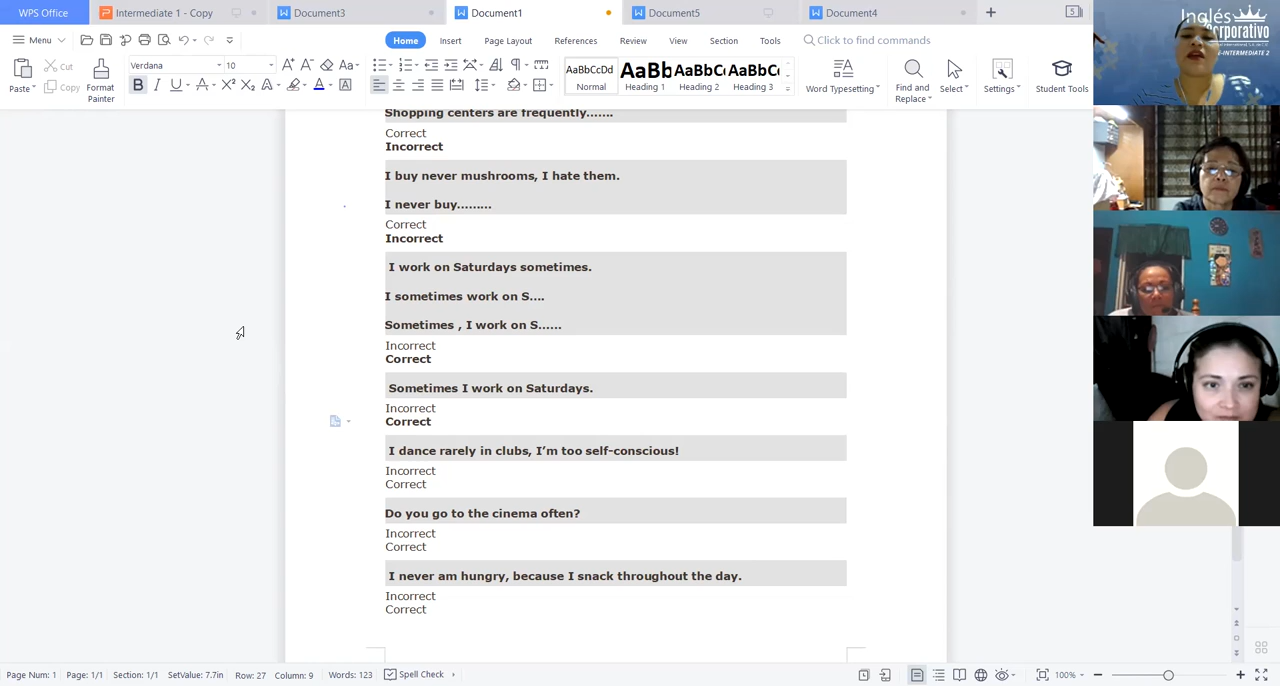 WPS Office
Intermediate 1 - Copy
Document3
Document1
Document5
Document4
5
Menu
Home
Insert
Page Layout
References
Review
View
Section
Tools
Click to find commands
Paste
Cut
Copy
Format
Painter
Verdana
10
AaBbCcDd
Normal
AaBb
Heading 1
AaBbC
Heading 2
AaBbC
Heading 3
Word Typesetting
Find and
Replace
Select
Settings
Student Tools
Inglés
Corporativo
-INTERMEDIATE 2
Shopping centers are frequently.......
Correct
Incorrect
I buy never mushrooms, I hate them.
I never buy.........
Correct
Incorrect
I work on Saturdays sometimes.
I sometimes work on S....
Sometimes , I work on S......
Incorrect
Correct
Sometimes I work on Saturdays.
Incorrect
Correct
I dance rarely in clubs, I’m too self-conscious!
Incorrect
Correct
Do you go to the cinema often?
Incorrect
Correct
I never am hungry, because I snack throughout the day.
Incorrect
Correct
Page Num: 1 Page: 1/1 Section: 1/1 SetValue: 7.7in Row: 27 Column: 9 Words: 123 Spell Check 100%